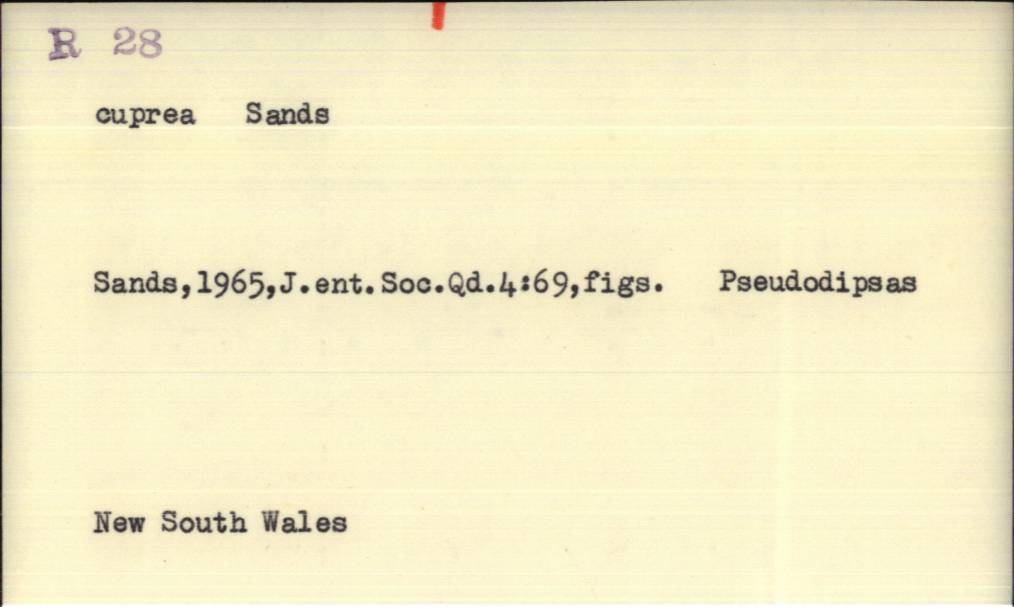 R 28
cuprea Sands
Sands,1965,J.ent.Soc.Qd.4:69,figs. Pseudodipsas
New South Wales